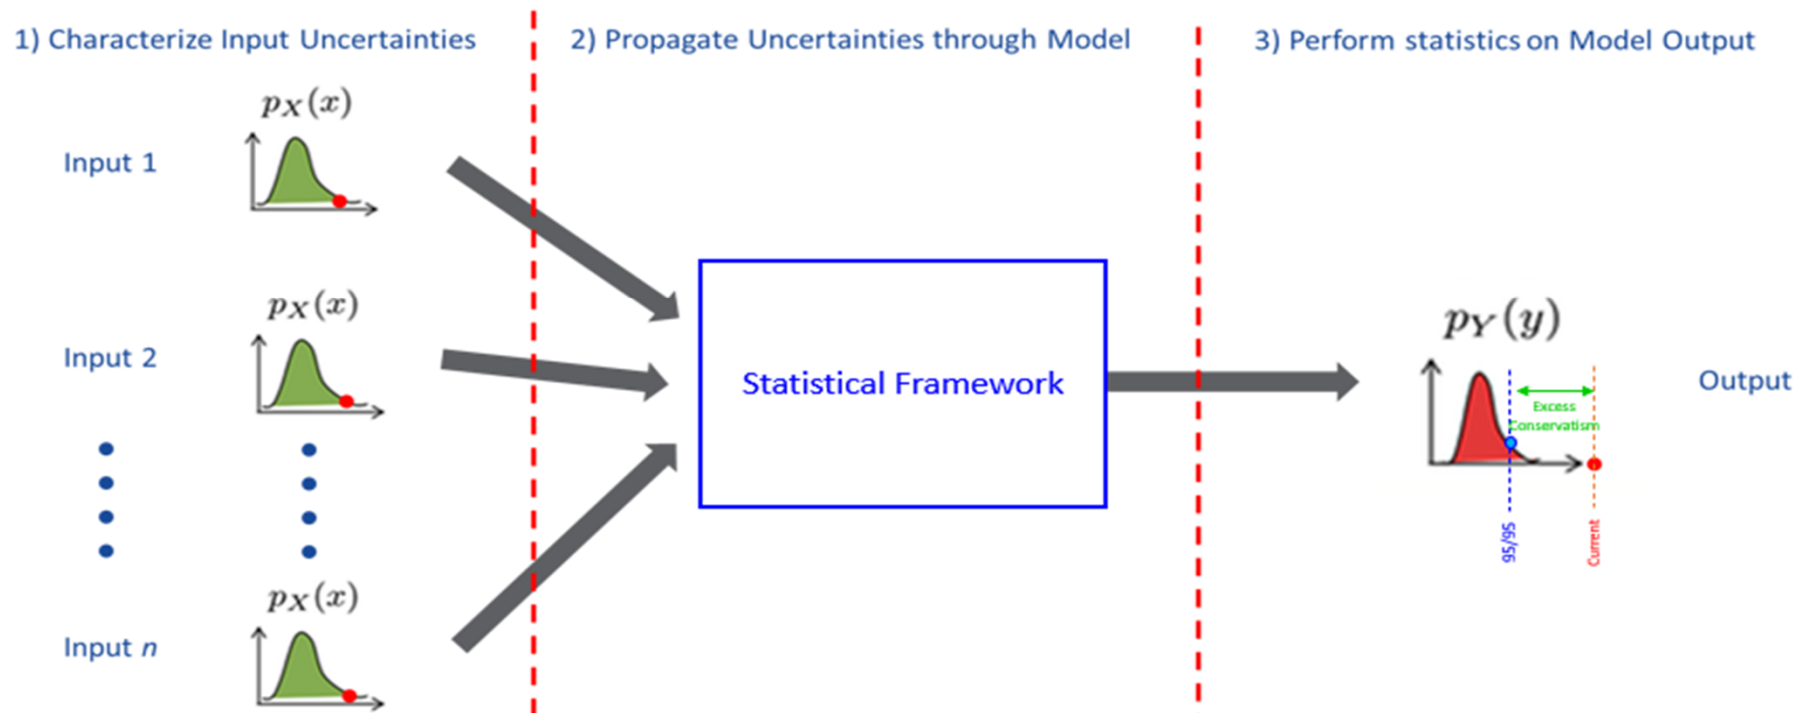 1) Characterize Input Uncertainties
2) Propagate Uncertainties through Model
3) Perform statistics on Model Output
pX(x)
Input 1
pX(x)
Input 2
Statistical Framework
pY(y)
Output
Excess
Conservatism
95/95
Current
pX(x)
Input n